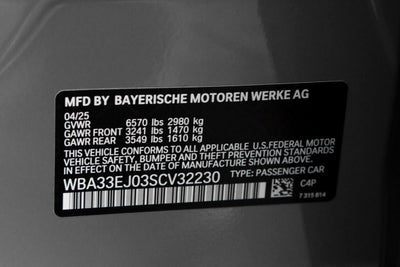 MFD BY BAYERISCHE MOTOREN WERKE AG
04/25
GVWR 6570 lbs 2980 kg
GAWR FRONT 3241 lbs 1470 kg
GAWR REAR 3549 lbs 1610 kg
THIS VEHICLE CONFORMS TO ALL APPLICABLE U.S.FEDERAL MOTOR
VEHICLE SAFETY, BUMPER, AND THEFT PREVENTION STANDARDS
IN EFFECT ON THE DATE OF MANUFACTURE SHOWN ABOVE.
WBA33EJ03SCV32230 TYPE: PASSENGER CAR
C4P
7 315 814